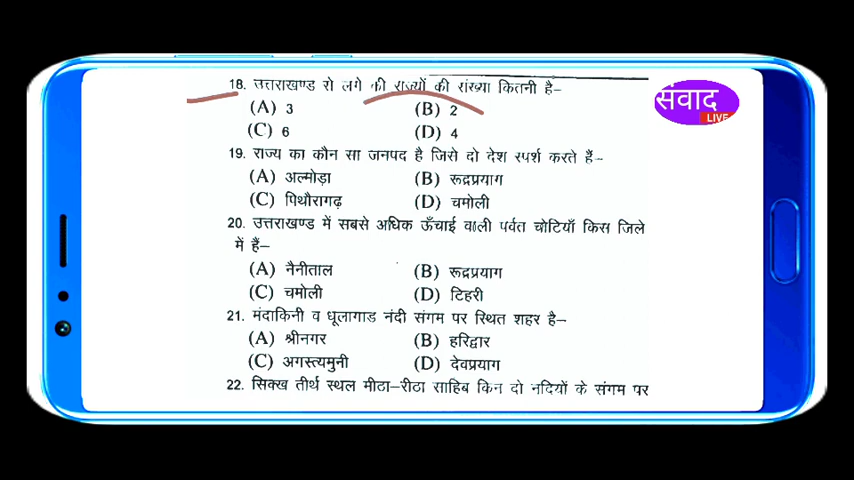 18. उत्तराखण्ड रो लगे की राज्यों की संख्या कितनी है–
(A) 3 (B) 2
(C) 6 (D) 4
19. राज्य का कौन सा जनपद है जिसे दो देश स्पर्श करते हैं–
(A) अल्मोड़ा (B) रूद्रप्रयाग
(C) पिथौरागढ़ (D) चमोली
20. उत्तराखण्ड में सबसे अधिक ऊँचाई वाली पर्वत चोटियाँ किस जिले
में हैं–
(A) नैनीताल (B) रूद्रप्रयाग
(C) चमोली (D) टिहरी
21. मंदाकिनी व धूलागाड नंदी संगम पर स्थित शहर है–
(A) श्रीनगर (B) हरिद्वार
(C) अगस्त्यमुनी (D) देवप्रयाग
22. सिक्ख तीर्थ स्थल मीठा–रीठा साहिब किन दो नदियों के संगम पर
संवाद
LIVE